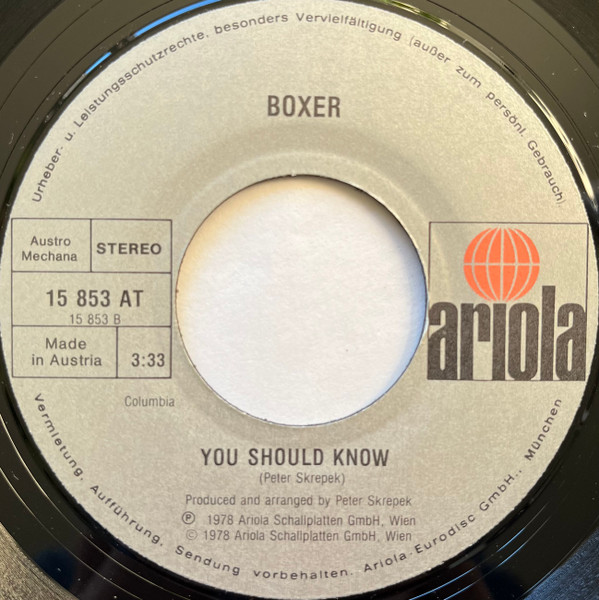 Urheber- u. Leistungsschutzrechte, besonders Vervielfältigung (außer zum persönl. Gebrauch),
BOXER
Austro
Mechana
STEREO
15 853 AT
15 853 B
Made
in Austria
3:33
ariola
Columbia
YOU SHOULD KNOW
(Peter Skrepek)
Produced and arranged by Peter Skrepek
Ⓟ 1978 Ariola Schallplatten GmbH, Wien
© 1978 Ariola Schallplatten GmbH, Wien
Vermietung, Aufführung, Sendung vorbehalten. Ariola-Eurodisc GmbH., München